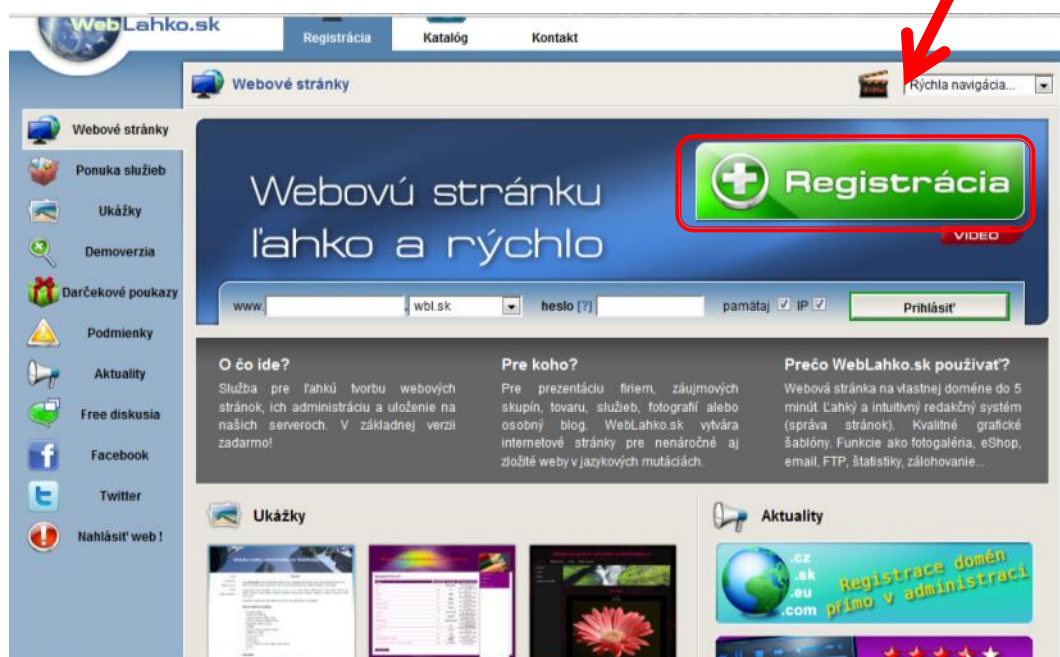 WebLahko.sk
Registrácia
Katalóg
Kontakt
Webové stránky
Rýchla navigácia...
Webové stránky
Ponuka služieb
Ukážky
Demoverzia
Darčekové poukazy
Podmienky
Aktuality
Free diskusia
Facebook
Twitter
Nahlásiť web !
Webovú stránku
ľahko a rýchlo
Registrácia
VIDEO
www.
. wbl.sk
heslo [?]
pamätaj
IP
Prihlásiť
O čo ide?
Služba pre ľahkú tvorbu webových
stránok, ich administráciu a uloženie na
našich serveroch. V základnej verzii
zadarmo!
Pre koho?
Pre prezentáciu firiem, záujmových
skupín, tovaru, služieb, fotografií alebo
osobný blog. WebLahko.sk vytvára
internetové stránky pre nenáročné aj
zložité weby v jazykových mutáciách.
Prečo WebLahko.sk používať?
Webová stránka na vlastnej doméne do 5
minút. Ľahký a intuitívny redakčný systém
(správa stránok). Kvalitné grafické
šablóny. Funkcie ako fotogaléria, eShop,
email, FTP, štatistiky, zálohovanie...
Ukážky
Aktuality
.cz
.sk
.eu
.com
Registrace domén
přímo v administraci